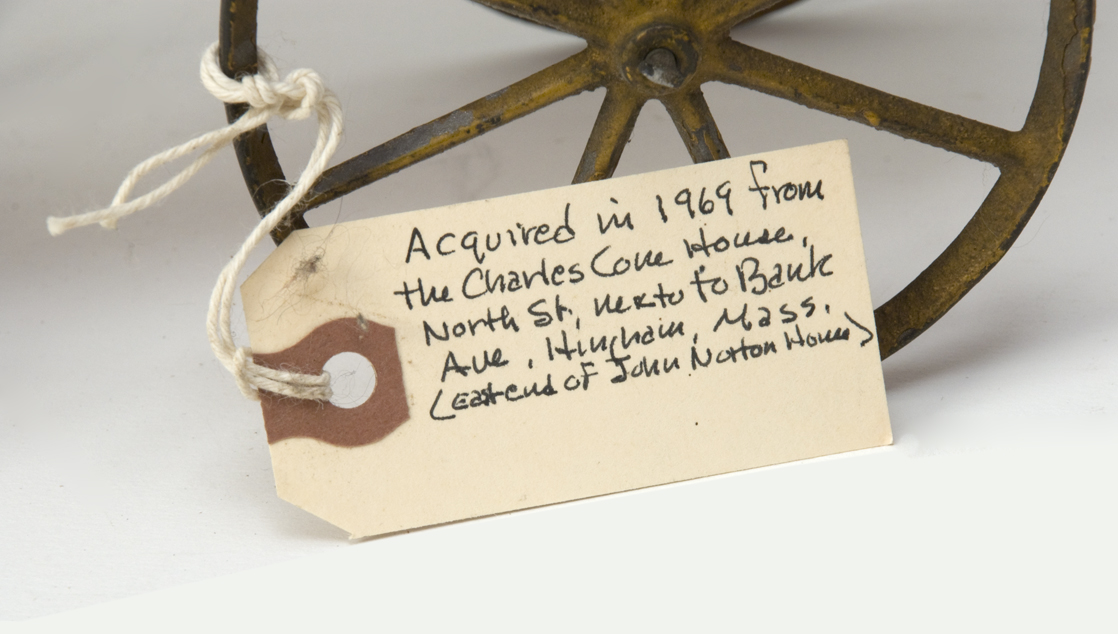 Acquired in 1969 from
the Charles Cone House,
North St., next to to Bank
Ave, Hingham, Mass.
(East end of John Norton House)